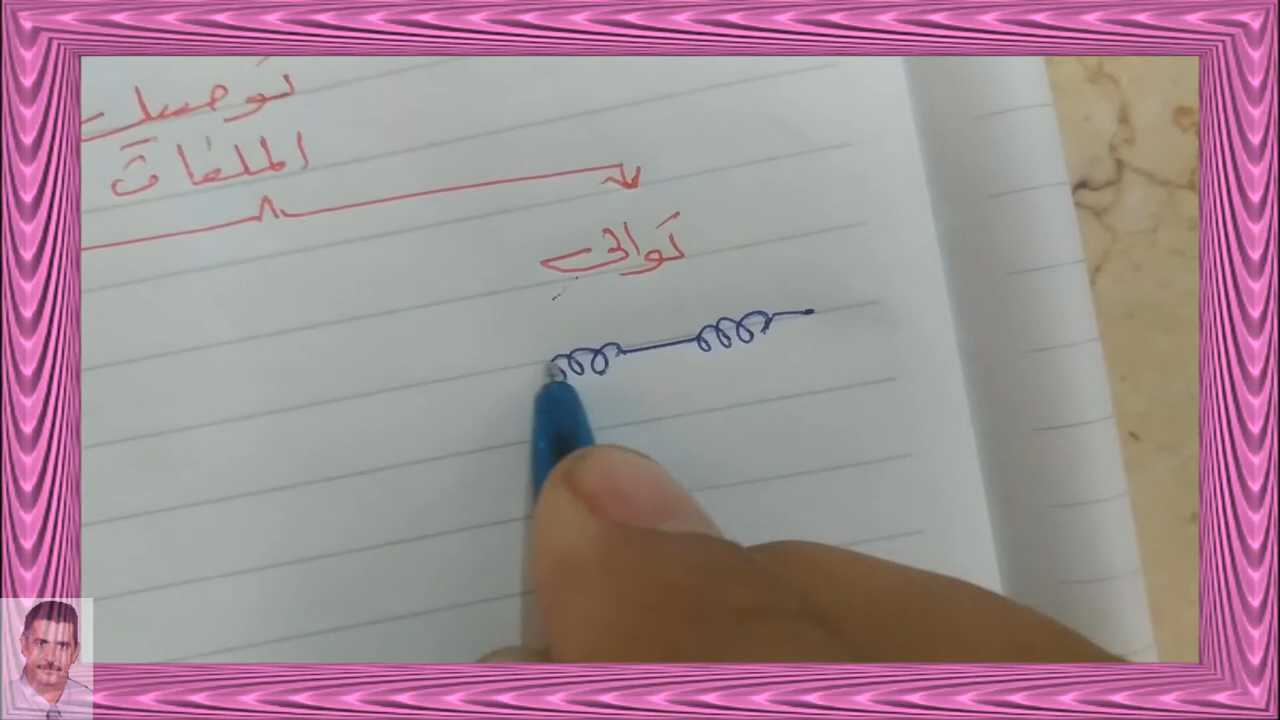 توصيل
الملفات
توالي